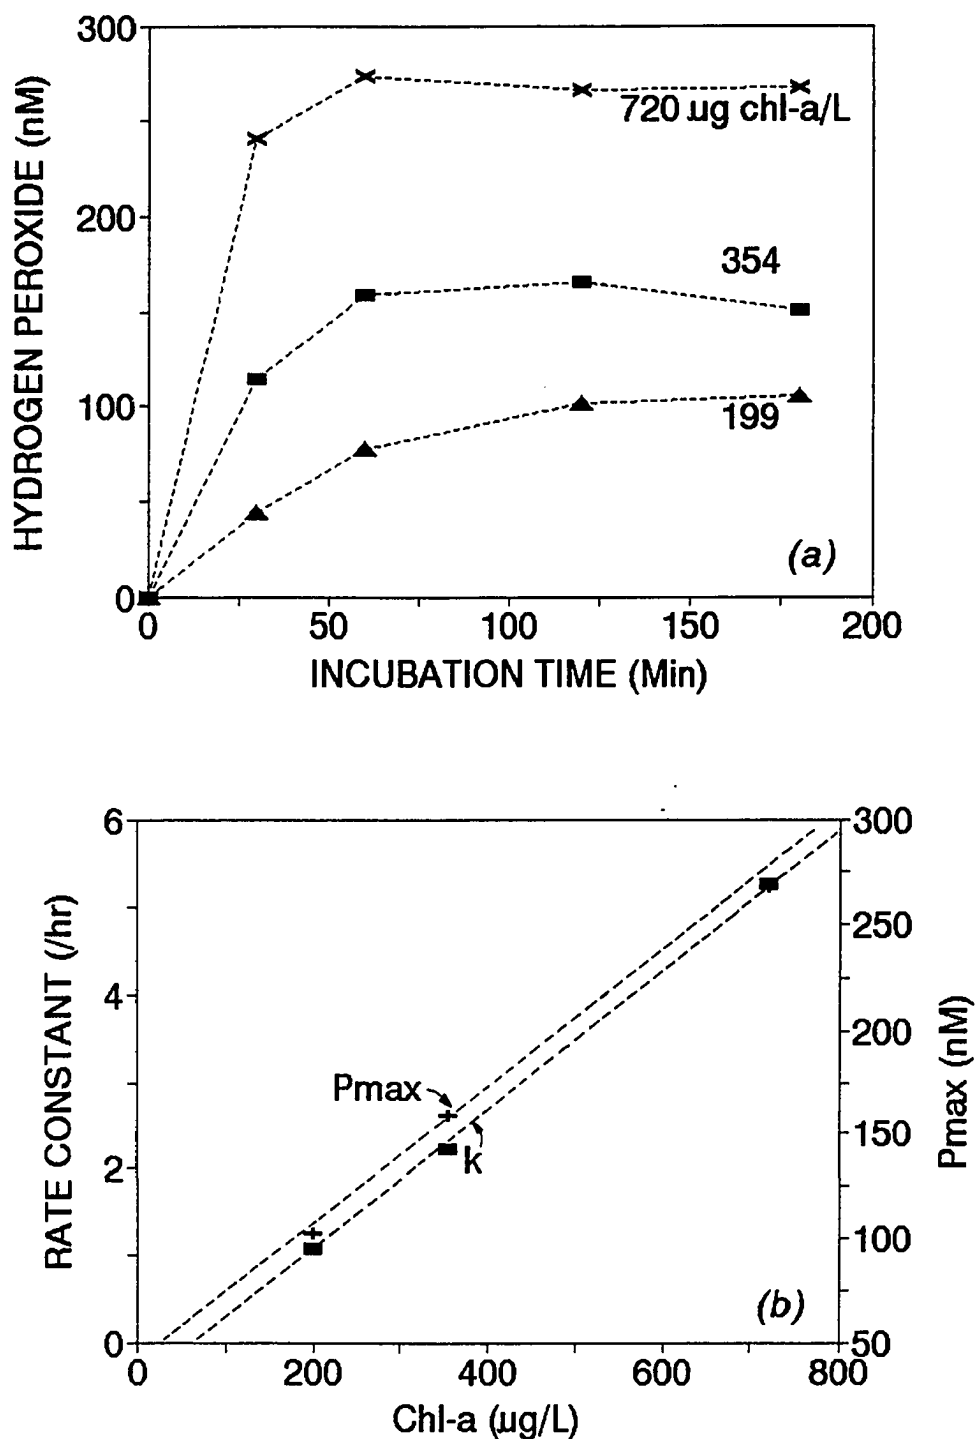 300
200
100
0
HYDROGEN PEROXIDE (nM)
720 ug chl-a/L
354
199
(a)
0 50 100 150 200
INCUBATION TIME (Min)
6
4
2
0
RATE CONSTANT (/hr)
300
250
200
150
100
50
Pmax (nM)
Pmax
k
(b)
0 200 400 600 800
Chl-a (µg/L)